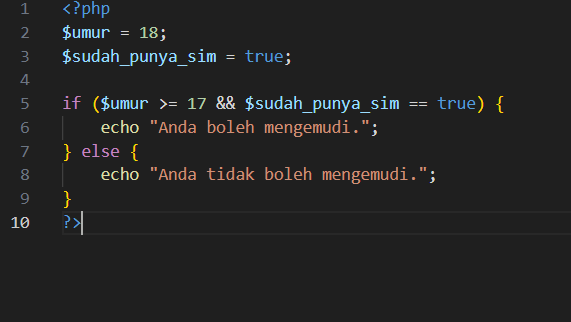 1 <?php
2 $umur = 18;
3 $sudah_punya_sim = true;
4
5 if ($umur >= 17 && $sudah_punya_sim == true) {
6     echo "Anda boleh mengemudi.";
7 } else {
8     echo "Anda tidak boleh mengemudi.";
9 }
10 ?>